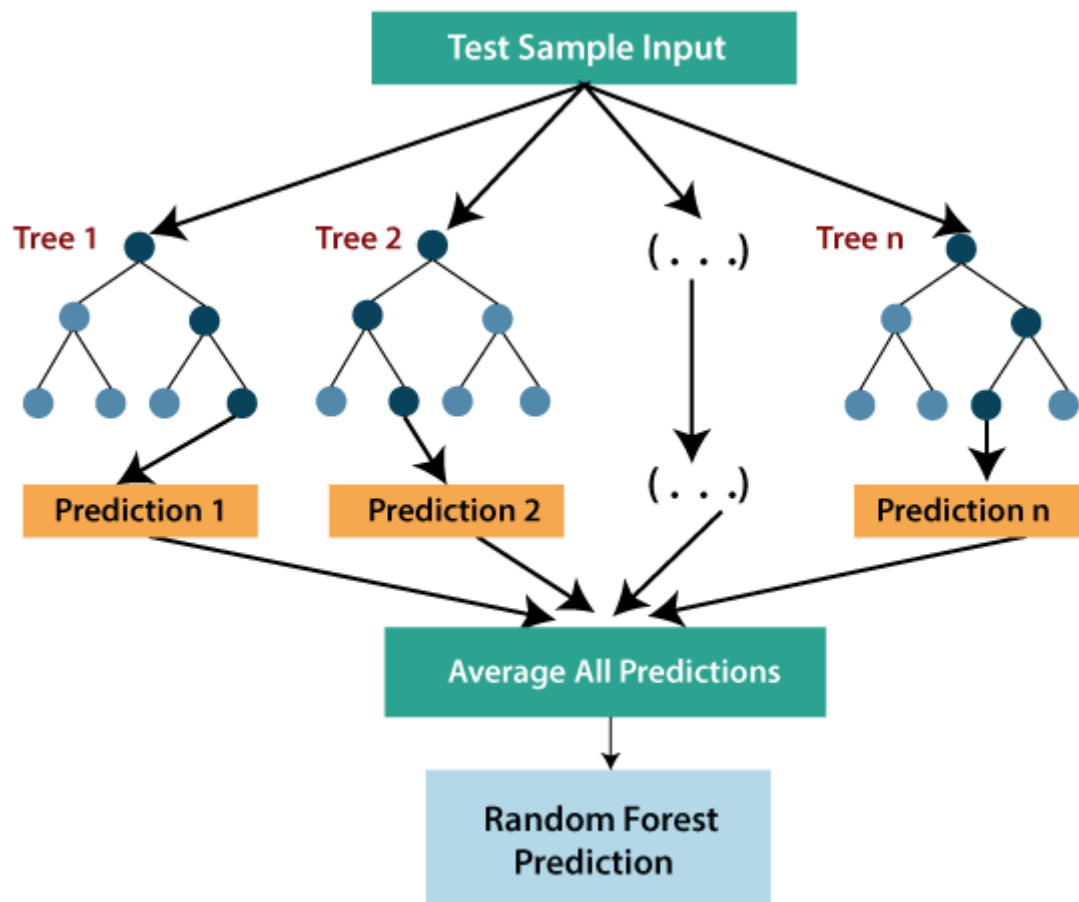 Test Sample Input
Tree 1
Tree 2
(. . .)
Tree n
(. . .)
Prediction 1
Prediction 2
Prediction n
Average All Predictions
Random Forest
Prediction